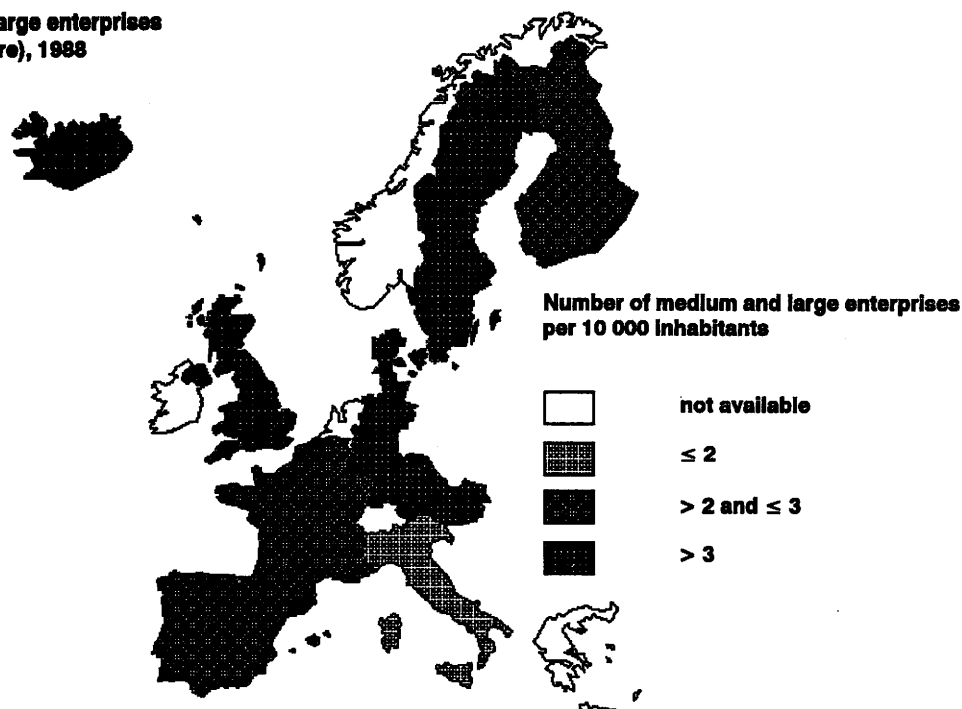 large enterprises
re), 1988
Number of medium and large enterprises
per 10 000 inhabitants
not available
≤ 2
> 2 and ≤ 3
> 3